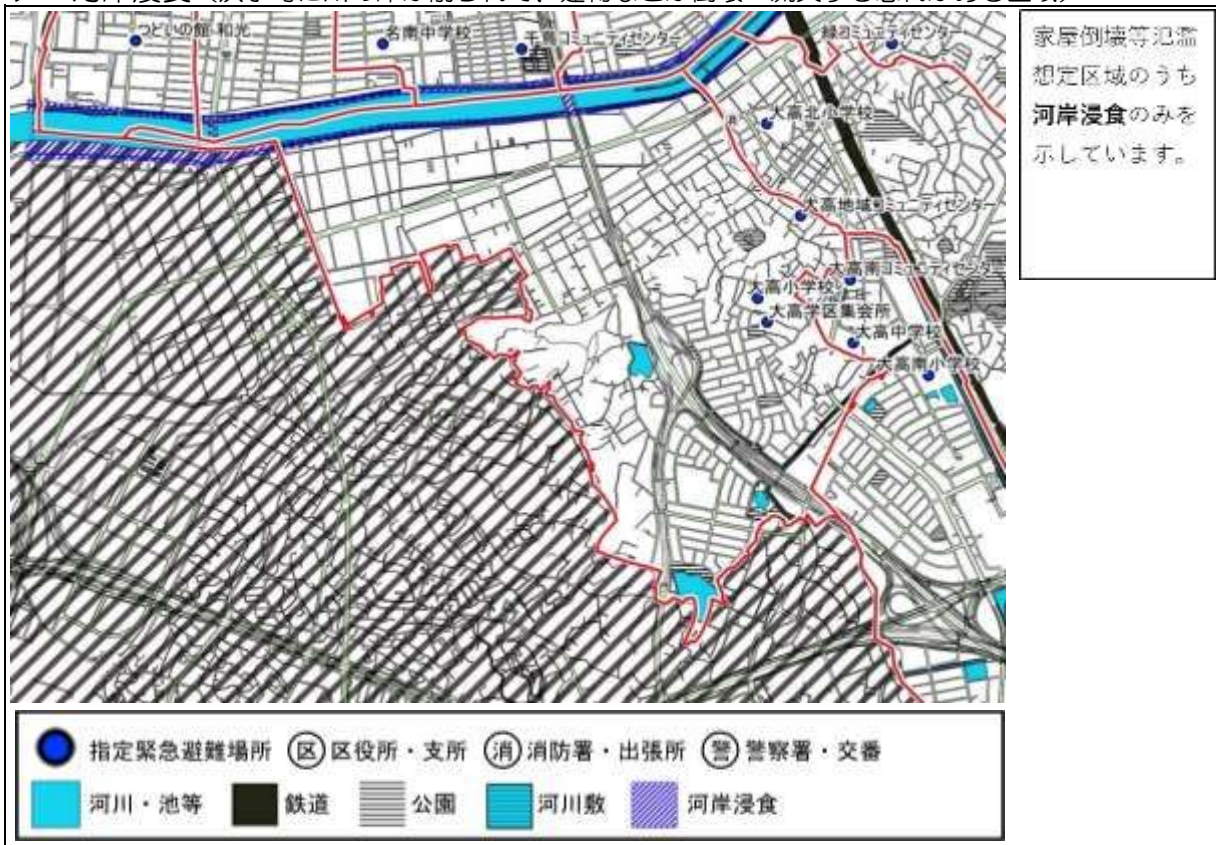 つどいの館 和光
名南中学校
千鳥コミュニティセンター
緑コミュニティセンター
家屋倒壊等氾濫
想定区域のうち
河岸浸食のみを
示しています。
大高北小学校
大高地域コミュニティセンター
大高南コミュニティセンター
大高小学校
大高学区集会所
大高中学校
大高南小学校
指定緊急避難場所 区 区役所・支所 消 消防署・出張所 警 警察署・交番
河川・池等 鉄道 公園 河川敷 河岸浸食